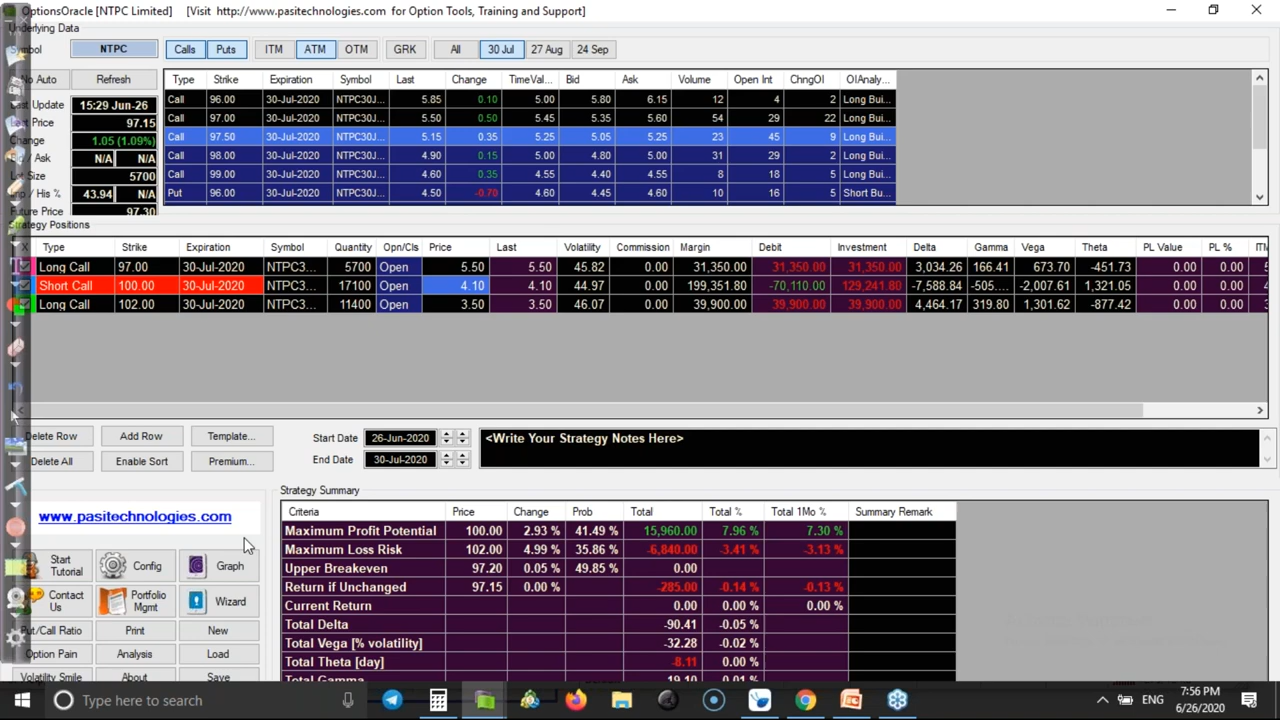 OptionsOracle [NTPC Limited] [Visit http://www.pasitechnologies.com for Option Tools, Training and Support]
Underlying Data
NTPC Calls Puts ITM ATM OTM GRK All 30 Jul 27 Aug 24 Sep
No Auto Refresh Type Strike Expiration Symbol Last Change TimeVal... Bid Ask Volume Open Int ChngOI OIAnaly...
Last Update 15:29 Jun-26 Call 96.00 30-Jul-2020 NTPC30J... 5.85 0.10 5.00 5.80 6.15 12 4 2 Long Bui...
Last Price 97.15 Call 97.00 30-Jul-2020 NTPC30J... 5.50 0.50 5.45 5.35 5.60 54 29 22 Long Bui...
Change 1.05 (1.09%) Call 97.50 30-Jul-2020 NTPC30J... 5.15 0.35 5.25 5.05 5.25 23 45 9 Long Bui...
/ Ask N/A N/A Call 98.00 30-Jul-2020 NTPC30J... 4.90 0.15 5.00 4.80 5.00 31 29 2 Long Bui...
Lot Size 5700 Call 99.00 30-Jul-2020 NTPC30J... 4.60 0.35 4.60 4.40 4.55 8 18 5 Long Bui...
/ His % 43.94 N/A Put 96.00 30-Jul-2020 NTPC30J... 4.50 -0.70 4.60 4.45 4.60 10 16 5 Short Bu...
Future Price 97.30
Strategy Positions
Type Strike Expiration Symbol Quantity Opn/Cls Price Last Volatility Commission Margin Debit Investment Delta Gamma Vega Theta PL Value PL %
Long Call 97.00 30-Jul-2020 NTPC3... 5700 Open 5.50 5.50 45.82 0.00 31,350.00 31,350.00 31,350.00 3,034.26 166.41 673.70 -451.73 0.00 0.00
Short Call 100.00 30-Jul-2020 NTPC3... 17100 Open 4.10 4.10 44.97 0.00 199,351.80 -70,110.00 129,241.80 -7,588.84 -505.... -2,007.61 1,321.05 0.00 0.00
Long Call 102.00 30-Jul-2020 NTPC3... 11400 Open 3.50 3.50 46.07 0.00 39,900.00 39,900.00 39,900.00 4,464.17 319.80 1,301.62 -877.42 0.00 0.00
Delete Row Add Row Template... Start Date 26-Jun-2020 <Write Your Strategy Notes Here>
Delete All Enable Sort Premium... End Date 30-Jul-2020
Strategy Summary
www.pasitechnologies.com
Criteria Price Change Prob Total Total % Total 1Mo % Summary Remark
Maximum Profit Potential 100.00 2.93 % 41.49 % 15,960.00 7.96 % 7.30 %
Maximum Loss Risk 102.00 4.99 % 35.86 % -6,840.00 -3.41 % -3.13 %
Upper Breakeven 97.20 0.05 % 49.85 % 0.00
Return if Unchanged 97.15 0.00 % -285.00 -0.14 % -0.13 %
Current Return 0.00 0.00 % 0.00 %
Total Delta -90.41 -0.05 %
Total Vega [% volatility] -32.28 -0.02 %
Total Theta [day] -8.11 0.00 %
Total Gamma 19.10 0.01 %
Start Tutorial Config Graph
Contact Us Portfolio Mgmt Wizard
Put/Call Ratio Print New
Option Pain Analysis Load
Volatility Smile About Save
Type here to search
ENG
7:56 PM
6/26/2020